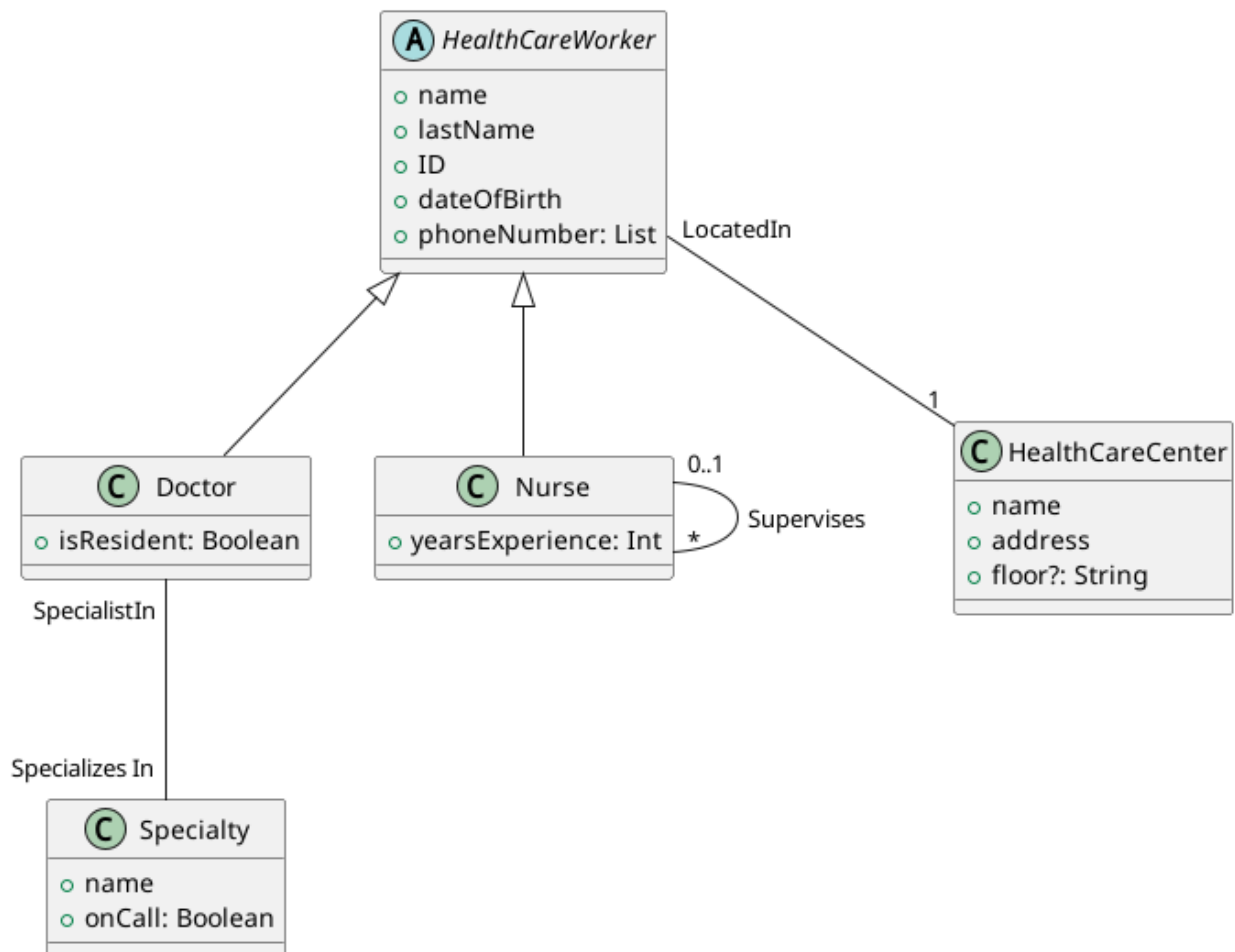 A HealthCareWorker
name
lastName
ID
dateOfBirth
phoneNumber: List
LocatedIn
1
C HealthCareCenter
name
address
floor?: String
C Doctor
isResident: Boolean
C Nurse
yearsExperience: Int
0..1
Supervises
*
SpecialistIn
Specializes In
C Specialty
name
onCall: Boolean